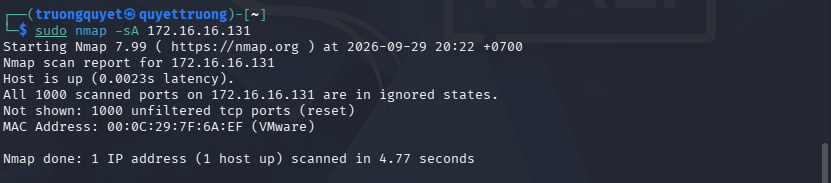 ┌──(truongquyet㉿quyettruong)-[~]
└─$ sudo nmap -sA 172.16.16.131
Starting Nmap 7.99 ( https://nmap.org ) at 2026-09-29 20:22 +0700
Nmap scan report for 172.16.16.131
Host is up (0.0023s latency).
All 1000 scanned ports on 172.16.16.131 are in ignored states.
Not shown: 1000 unfiltered tcp ports (reset)
MAC Address: 00:0C:29:7F:6A:EF (VMware)

Nmap done: 1 IP address (1 host up) scanned in 4.77 seconds